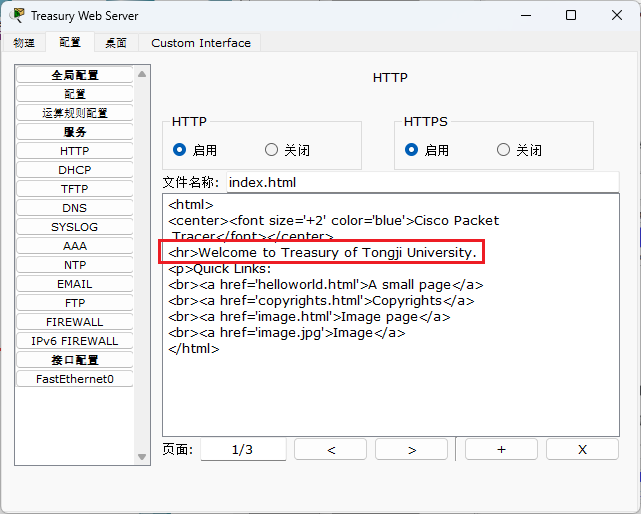 Treasury Web Server
物理 配置 桌面 Custom Interface
全局配置
配置
运算规则配置
服务
HTTP
DHCP
TFTP
DNS
SYSLOG
AAA
NTP
EMAIL
FTP
FIREWALL
IPv6 FIREWALL
接口配置
FastEthernet0
HTTP
HTTP
启用 关闭
HTTPS
启用 关闭
文件名称: index.html
<html>
<center><font size='+2' color='blue'>Cisco Packet
Tracer</font></center>
<hr>Welcome to Treasury of Tongji University.
<p>Quick Links:
<br><a href='helloworld.html'>A small page</a>
<br><a href='copyrights.html'>Copyrights</a>
<br><a href='image.html'>Image page</a>
<br><a href='image.jpg'>Image</a>
</html>
页面: 1/3 < > + X